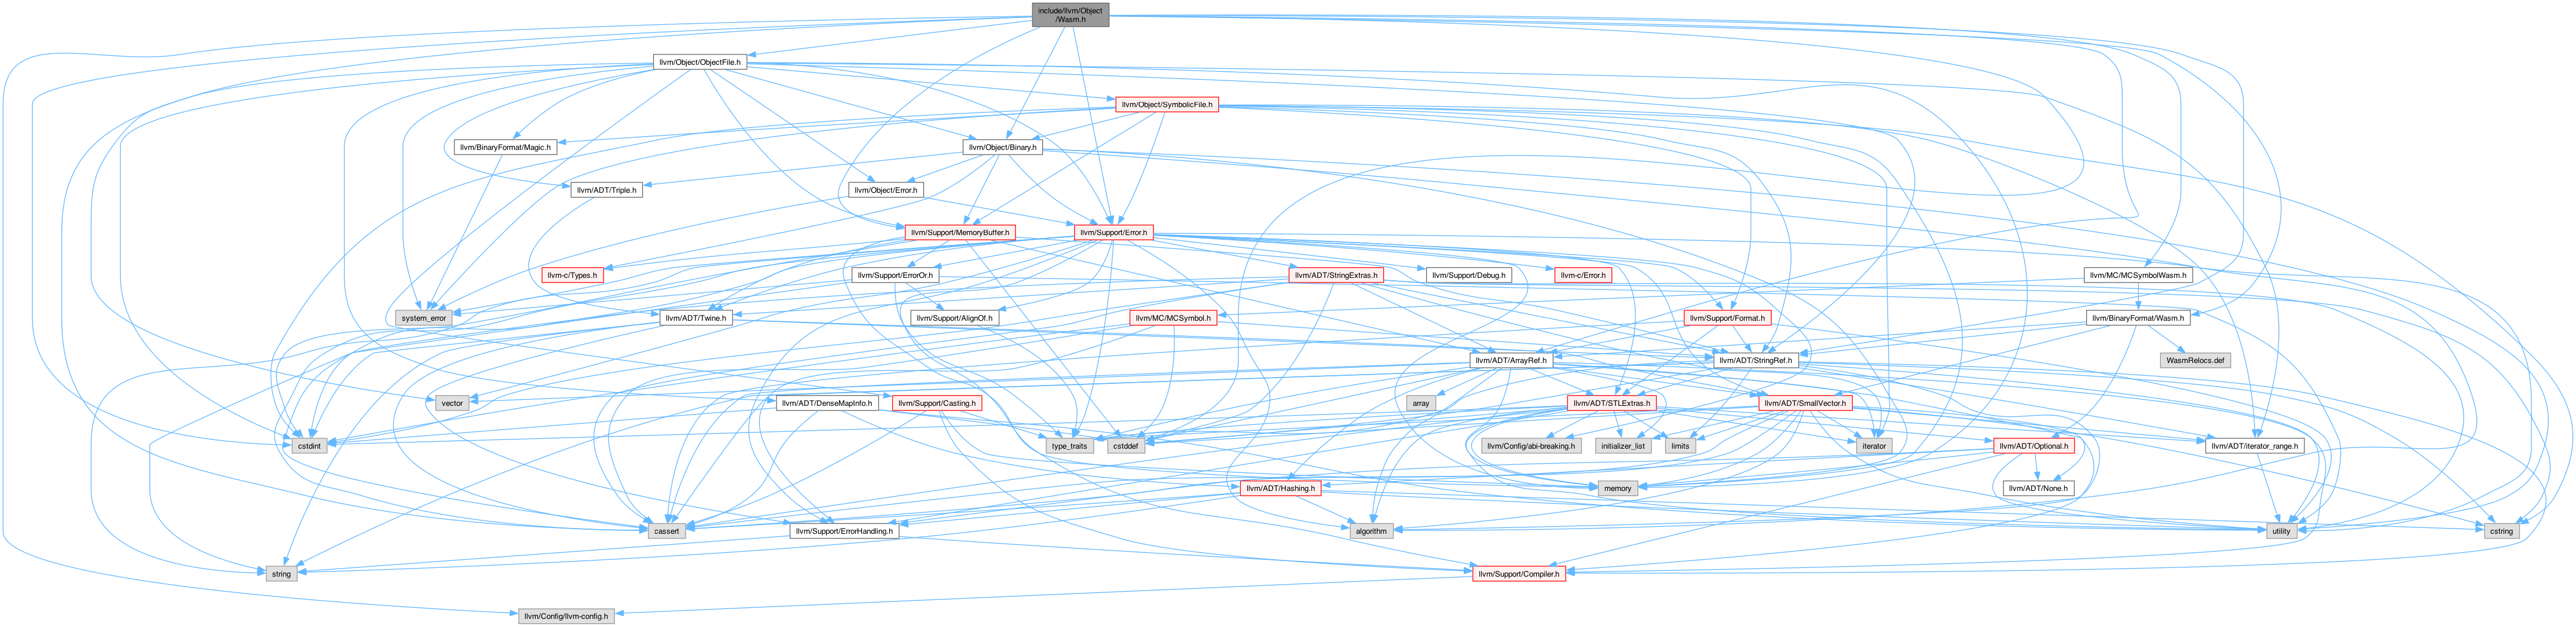 include/llvm/Object
/Wasm.h
llvm/Object/ObjectFile.h
llvm/Object/SymbolicFile.h
llvm/BinaryFormat/Magic.h
llvm/Object/Binary.h
llvm/ADT/Triple.h
llvm/Object/Error.h
llvm/Support/MemoryBuffer.h
llvm/Support/Error.h
llvm-c/Types.h
llvm/Support/ErrorOr.h
llvm/ADT/StringExtras.h
llvm/Support/Debug.h
llvm-c/Error.h
llvm/MC/MCSymbolWasm.h
system_error
llvm/ADT/Twine.h
llvm/Support/AlignOf.h
llvm/MC/MCSymbol.h
llvm/Support/Format.h
llvm/BinaryFormat/Wasm.h
llvm/ADT/ArrayRef.h
llvm/ADT/StringRef.h
WasmRelocs.def
vector
llvm/ADT/DenseMapInfo.h
llvm/Support/Casting.h
array
llvm/ADT/STLExtras.h
llvm/ADT/SmallVector.h
cstdint
type_traits
cstddef
llvm/Config/abi-breaking.h
initializer_list
limits
iterator
llvm/ADT/Optional.h
llvm/ADT/iterator_range.h
llvm/ADT/Hashing.h
memory
llvm/ADT/None.h
cassert
llvm/Support/ErrorHandling.h
algorithm
utility
cstring
string
llvm/Support/Compiler.h
llvm/Config/llvm-config.h